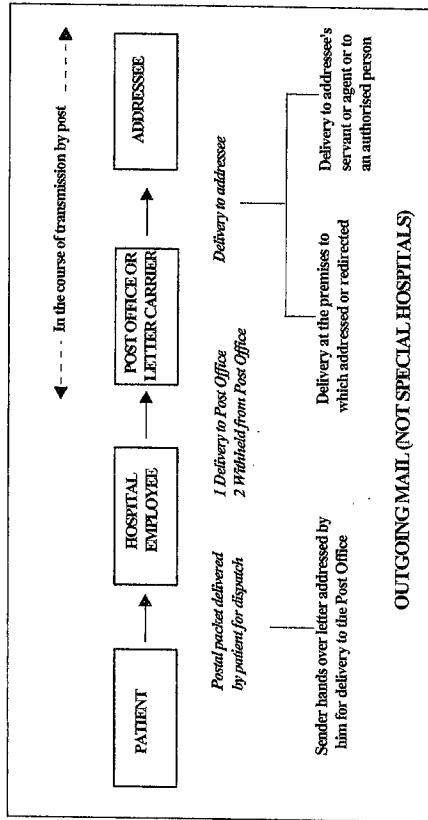 In the course of transmission by post
PATIENT
HOSPITAL
EMPLOYEE
POST OFFICE OR
LETTER CARRIER
ADDRESSEE
Postal packet delivered
by patient for dispatch
1 Delivery to Post Office
2 Withheld from Post Office
Delivery to addressee
Sender hands over letter addressed by
him for delivery to the Post Office
Delivery at the premises to
which addressed or redirected
Delivery to addressee's
servant or agent or to
an authorised person
OUTGOING MAIL (NOT SPECIAL HOSPITALS)